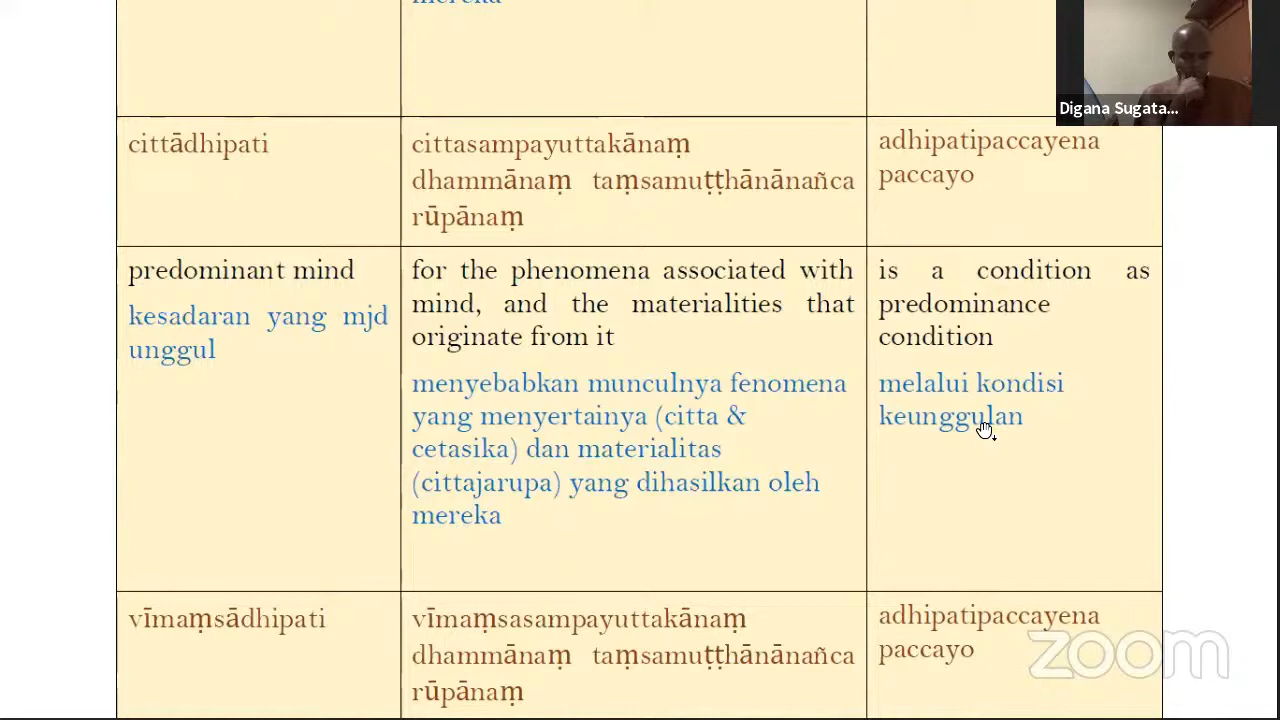 mereka
Digana Sugata...
cittādhipati
cittasampayuttakānaṃ
dhammānaṃ taṃsamuṭṭhānānañca
rūpānaṃ
adhipatipaccayena
paccayo
predominant mind
kesadaran yang mjd
unggul
for the phenomena associated with
mind, and the materialities that
originate from it
menyebabkan munculnya fenomena
yang menyertainya (citta &
cetasika) dan materialitas
(cittajarupa) yang dihasilkan oleh
mereka
is a condition as
predominance
condition
melalui kondisi
keunggulan
vīmaṃsādhipati
vīmaṃsasampayuttakānaṃ
dhammānaṃ taṃsamuṭṭhānānañca
rūpānaṃ
adhipatipaccayena
paccayo
zoom